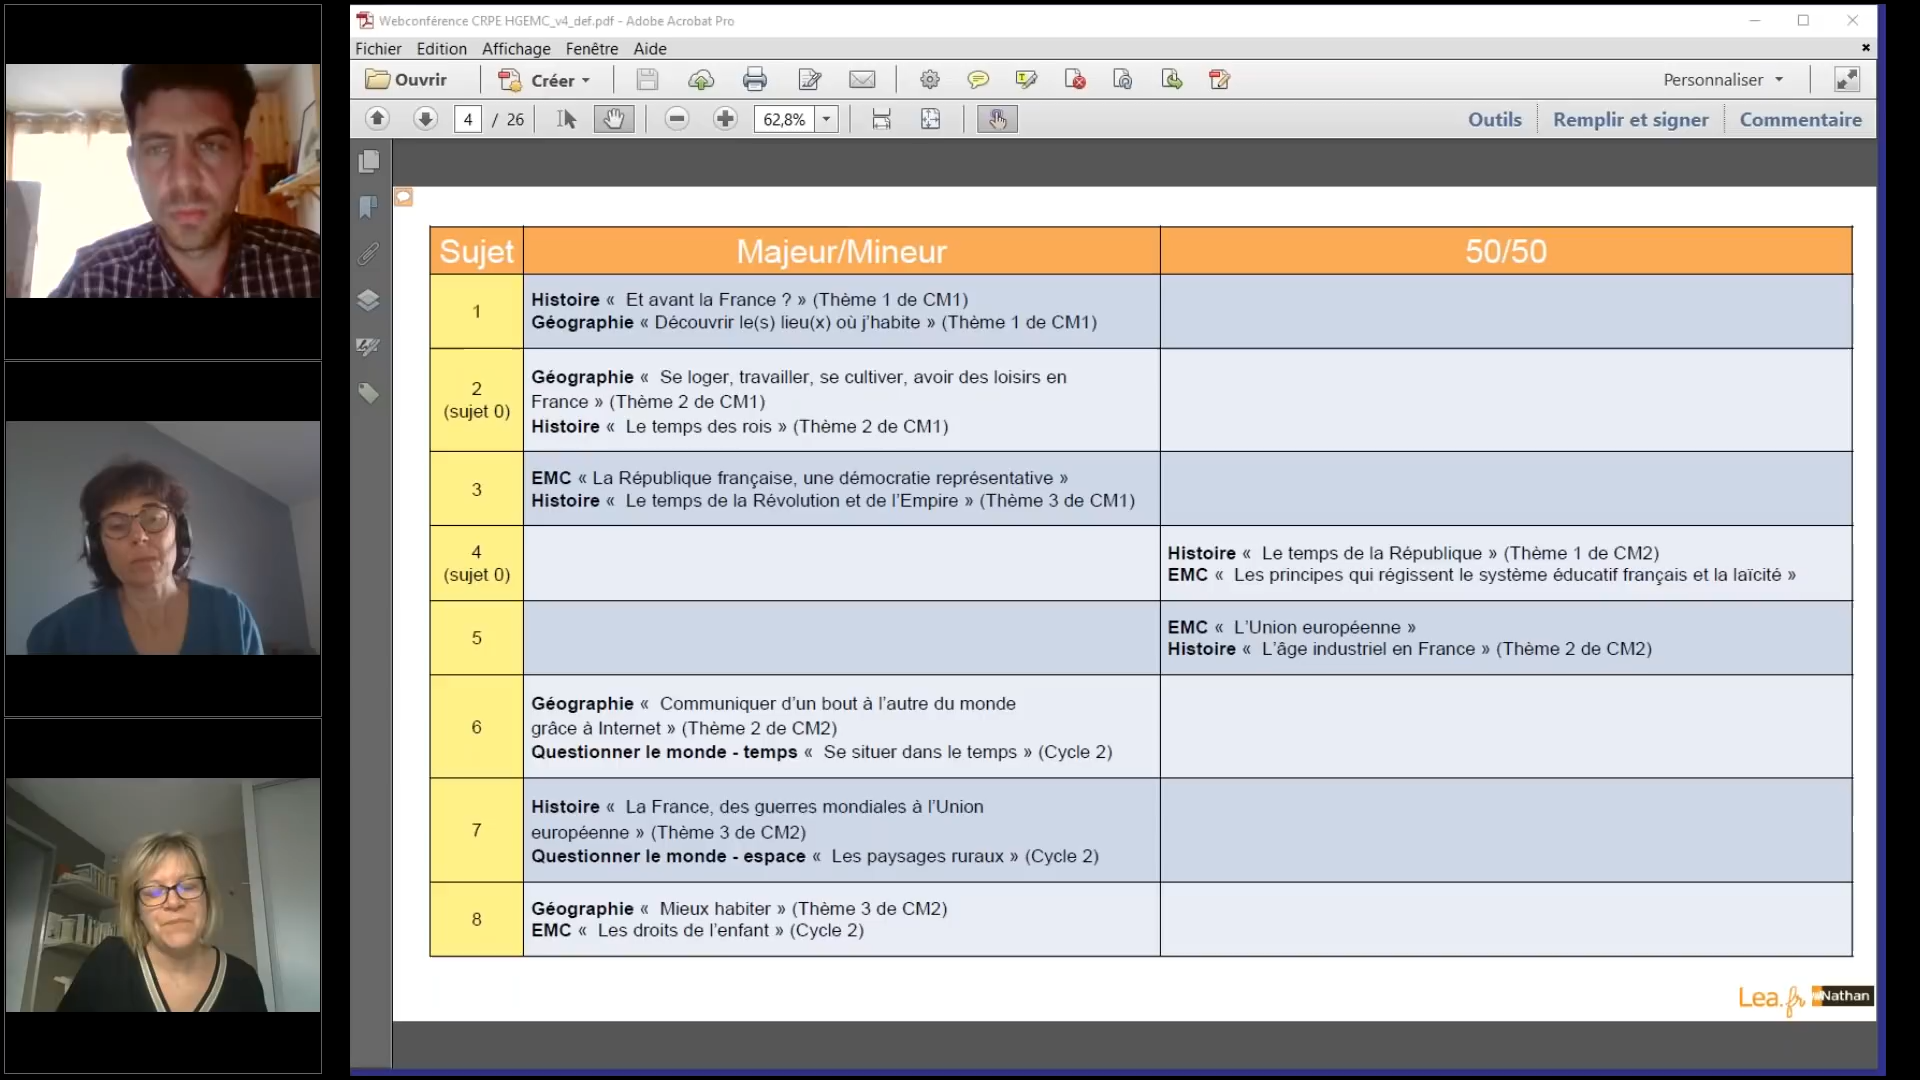 Webconférence CRPE HGEMC_v4_def.pdf - Adobe Acrobat Pro
Fichier Edition Affichage Fenêtre Aide
Ouvrir Créer Personnaliser
4 / 26 62,8% Outils Remplir et signer Commentaire
Sujet Majeur/Mineur 50/50
1
Histoire « Et avant la France ? » (Thème 1 de CM1)
Géographie « Découvrir le(s) lieu(x) où j’habite » (Thème 1 de CM1)
2
(sujet 0)
Géographie « Se loger, travailler, se cultiver, avoir des loisirs en
France » (Thème 2 de CM1)
Histoire « Le temps des rois » (Thème 2 de CM1)
3
EMC « La République française, une démocratie représentative »
Histoire « Le temps de la Révolution et de l’Empire » (Thème 3 de CM1)
4
(sujet 0)
Histoire « Le temps de la République » (Thème 1 de CM2)
EMC « Les principes qui régissent le système éducatif français et la laïcité »
5
EMC « L’Union européenne »
Histoire « L’âge industriel en France » (Thème 2 de CM2)
6
Géographie « Communiquer d’un bout à l’autre du monde
grâce à Internet » (Thème 2 de CM2)
Questionner le monde - temps « Se situer dans le temps » (Cycle 2)
7
Histoire « La France, des guerres mondiales à l’Union
européenne » (Thème 3 de CM2)
Questionner le monde - espace « Les paysages ruraux » (Cycle 2)
8
Géographie « Mieux habiter » (Thème 3 de CM2)
EMC « Les droits de l’enfant » (Cycle 2)
Lea.fr Nathan